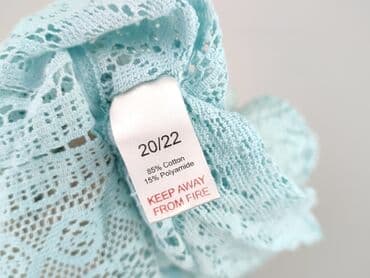 20/22
85% Cotton
15% Polyamide
KEEP AWAY
FROM FIRE